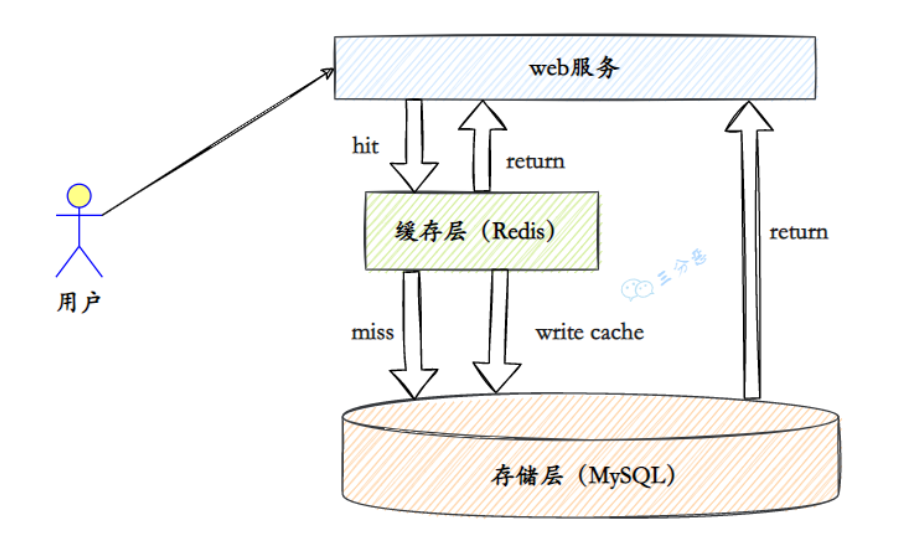 web服务
hit
return
缓存层（Redis）
return
三分恶
用户
miss
write cache
存储层（MySQL）